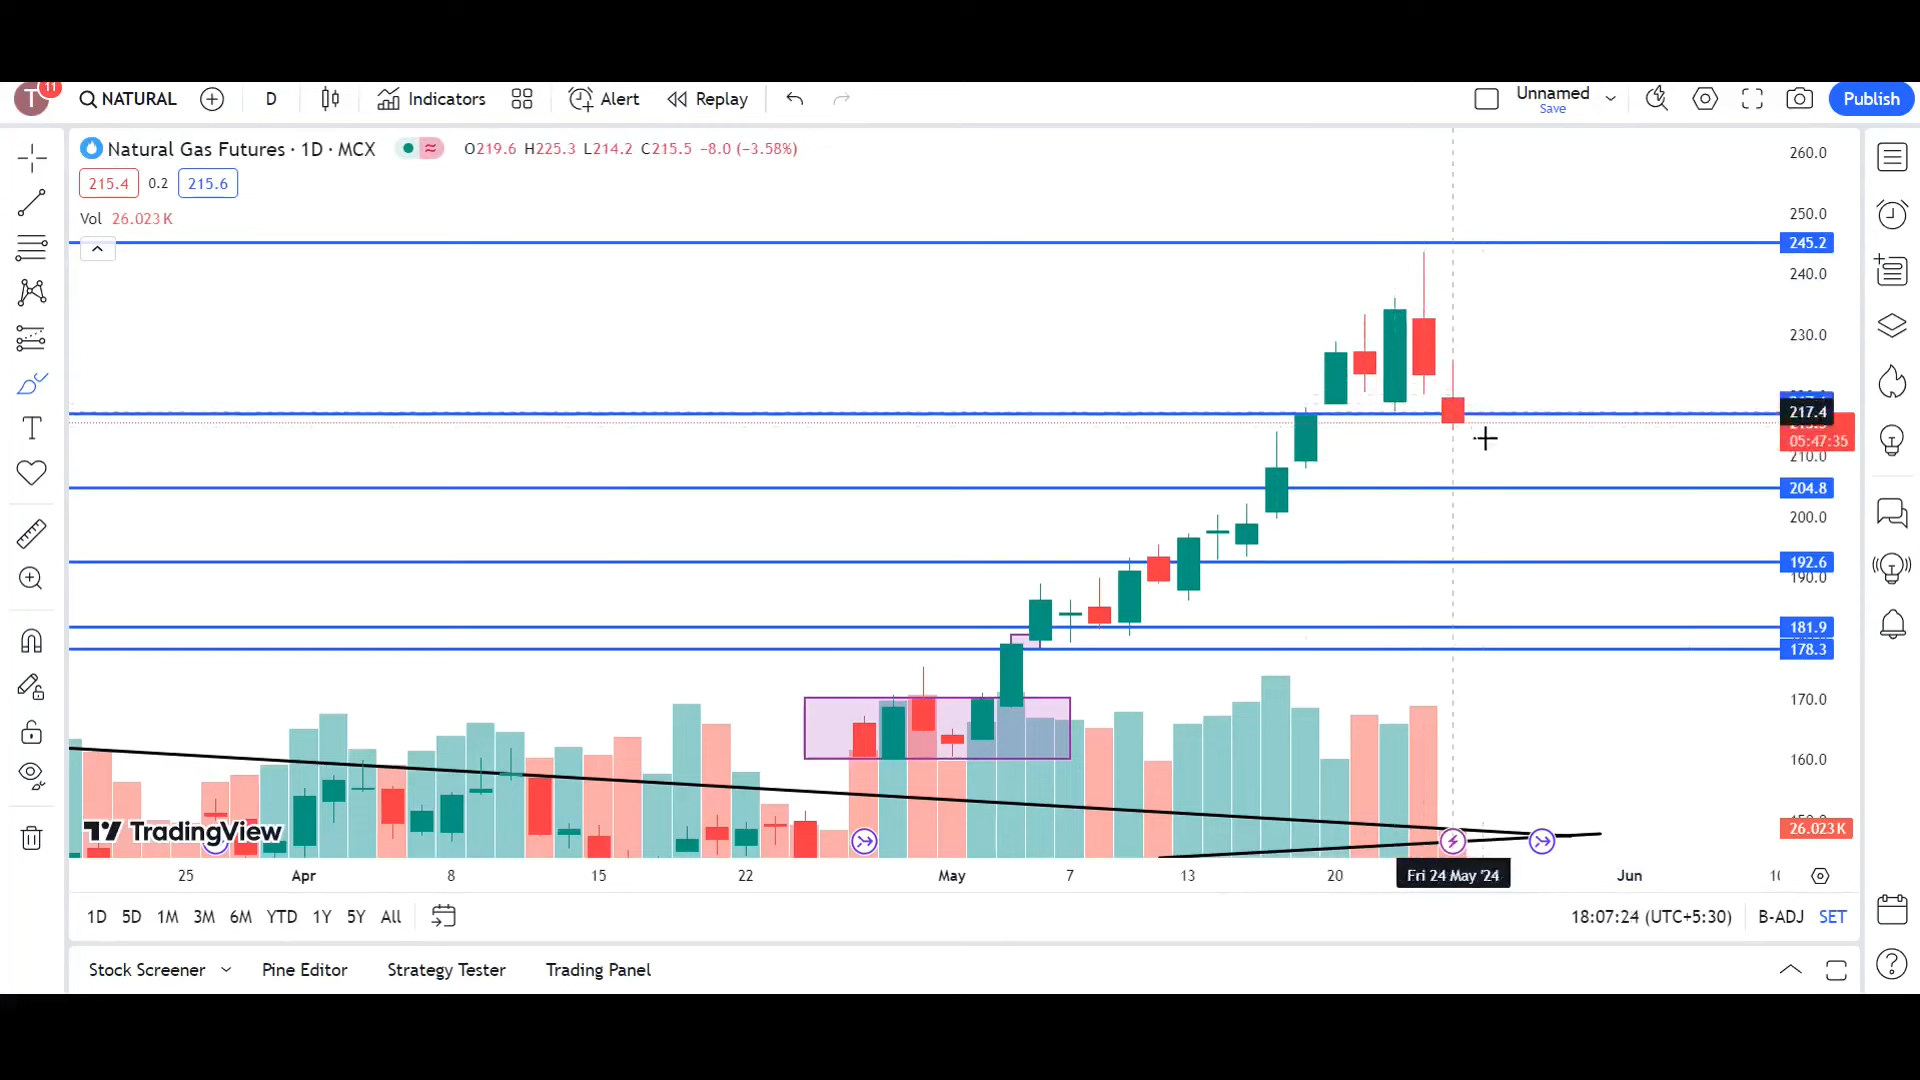 T 11 NATURAL D Indicators Alert Replay Unnamed Save Publish
Natural Gas Futures · 1D · MCX ≈ O219.6 H225.3 L214.2 C215.5 −8.0 (−3.58%)
215.4 0.2 215.6
Vol 26.023K
260.0
250.0
245.2
240.0
230.0
217.4
05:47:35
210.0
204.8
200.0
192.6
190.0
181.9
178.3
170.0
160.0
26.023K
TradingView
25 Apr 8 15 22 May 7 13 20 Fri 24 May '24 Jun
1D 5D 1M 3M 6M YTD 1Y 5Y All 18:07:24 (UTC+5:30) B-ADJ SET
Stock Screener Pine Editor Strategy Tester Trading Panel